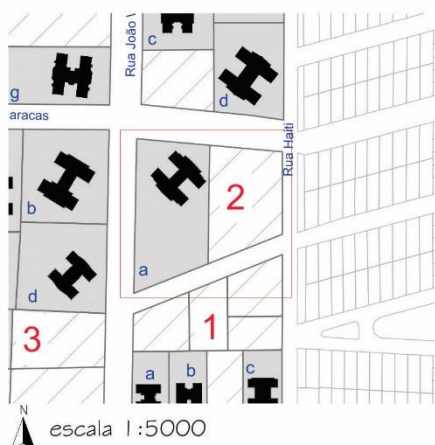 c
Rua João V
d
g
aracas
Rua Haiti
b
2
a
d
1
3
a
b
c
N
escala 1:5000